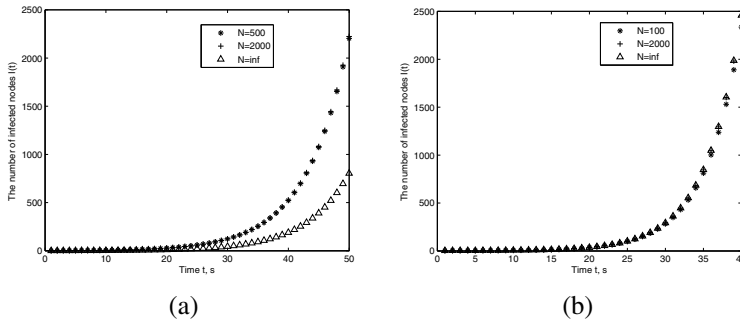 2500
2000
1500
1000
500
0
The number of infected nodes I(t)
N=500
N=2000
N=inf
0 10 20 30 40 50
Time t, s
(a)
2500
2000
1500
1000
500
0
The number of infected nodes I(t)
N=100
N=2000
N=inf
0 5 10 15 20 25 30 35 40
Time t, s
(b)